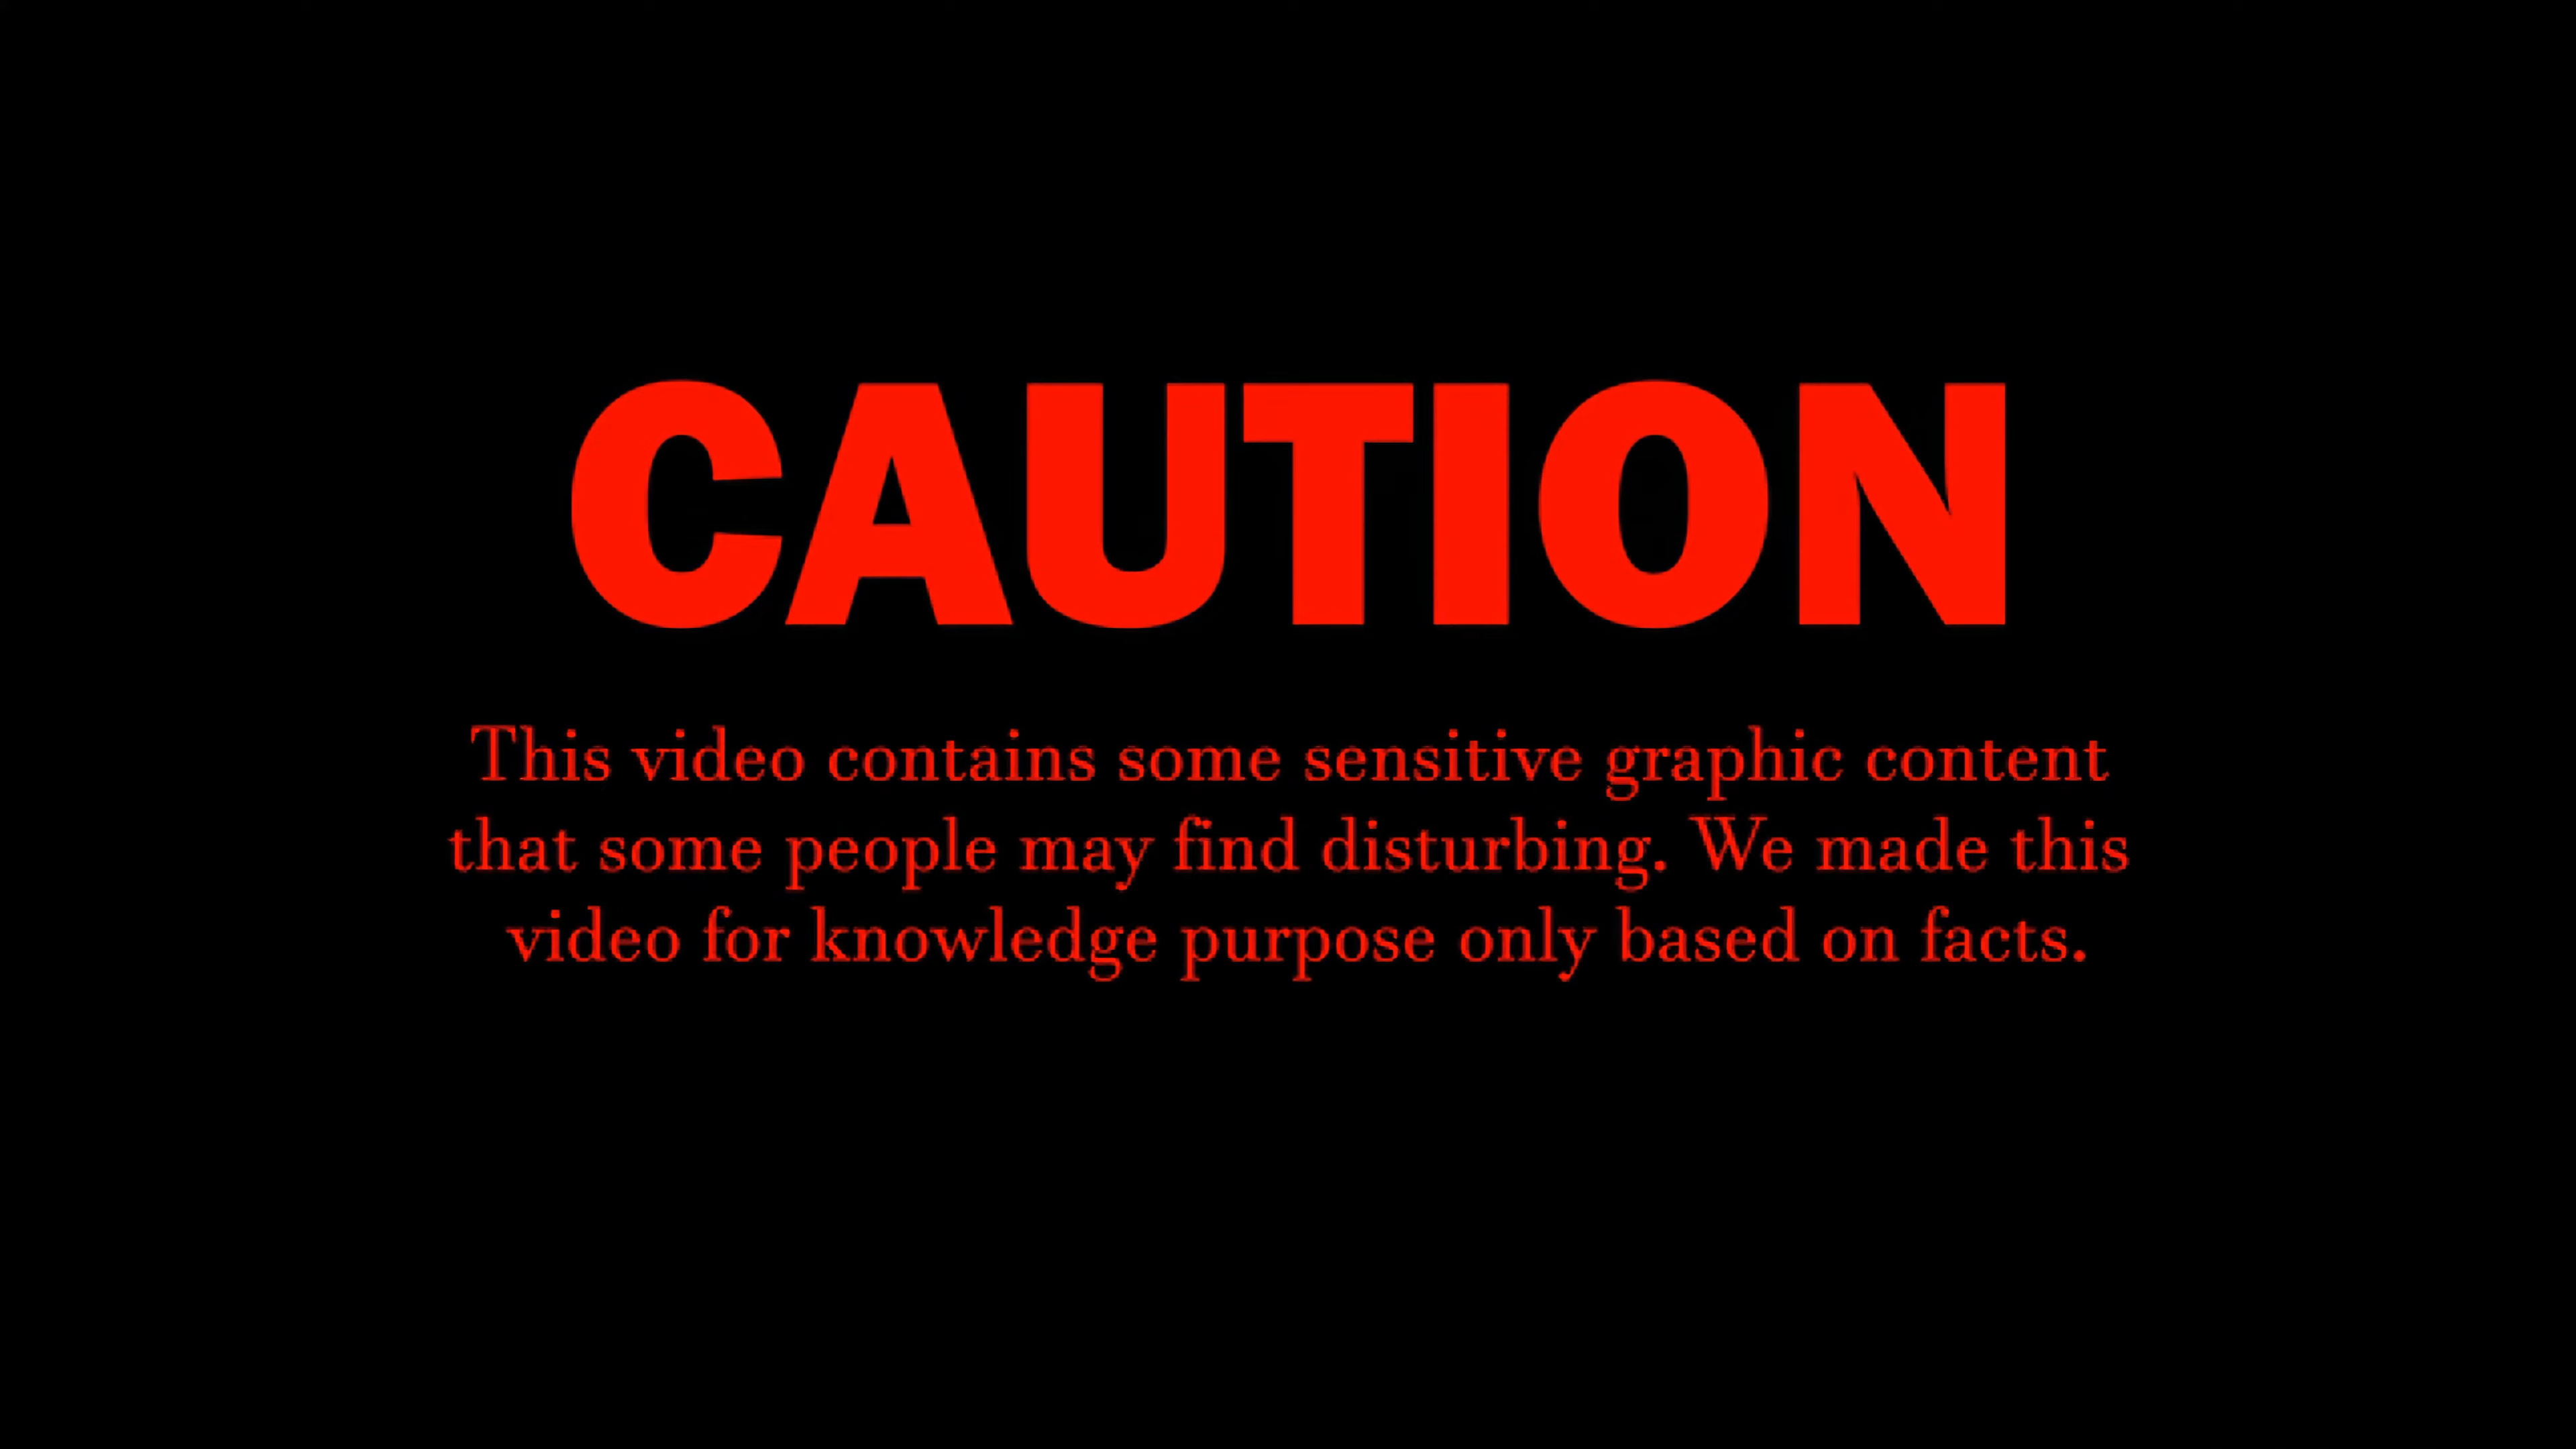 CAUTION
This video contains some sensitive graphic content
that some people may find disturbing. We made this
video for knowledge purpose only based on facts.